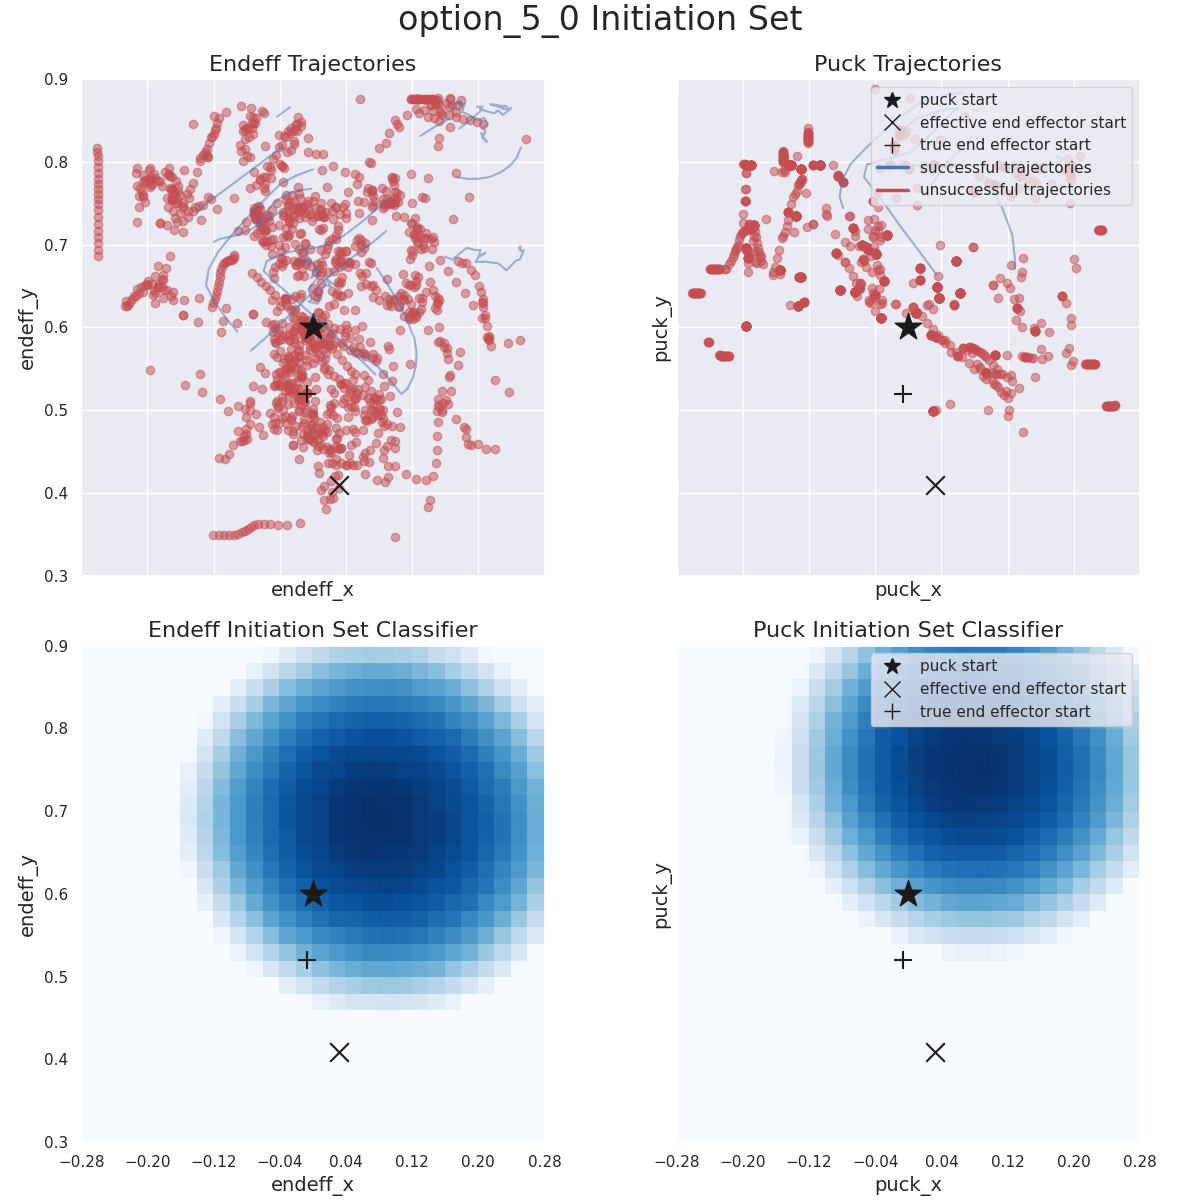 option_5_0 Initiation Set
Endeff Trajectories
Puck Trajectories
0.9
0.8
0.7
0.6
0.5
0.4
0.3
endeff_y
endeff_x
puck_y
puck_x
puck start
effective end effector start
true end effector start
successful trajectories
unsuccessful trajectories
Endeff Initiation Set Classifier
Puck Initiation Set Classifier
0.9
0.8
0.7
0.6
0.5
0.4
0.3
endeff_y
−0.28 −0.20 −0.12 −0.04 0.04 0.12 0.20 0.28
endeff_x
puck_y
puck start
effective end effector start
true end effector start
−0.28 −0.20 −0.12 −0.04 0.04 0.12 0.20 0.28
puck_x